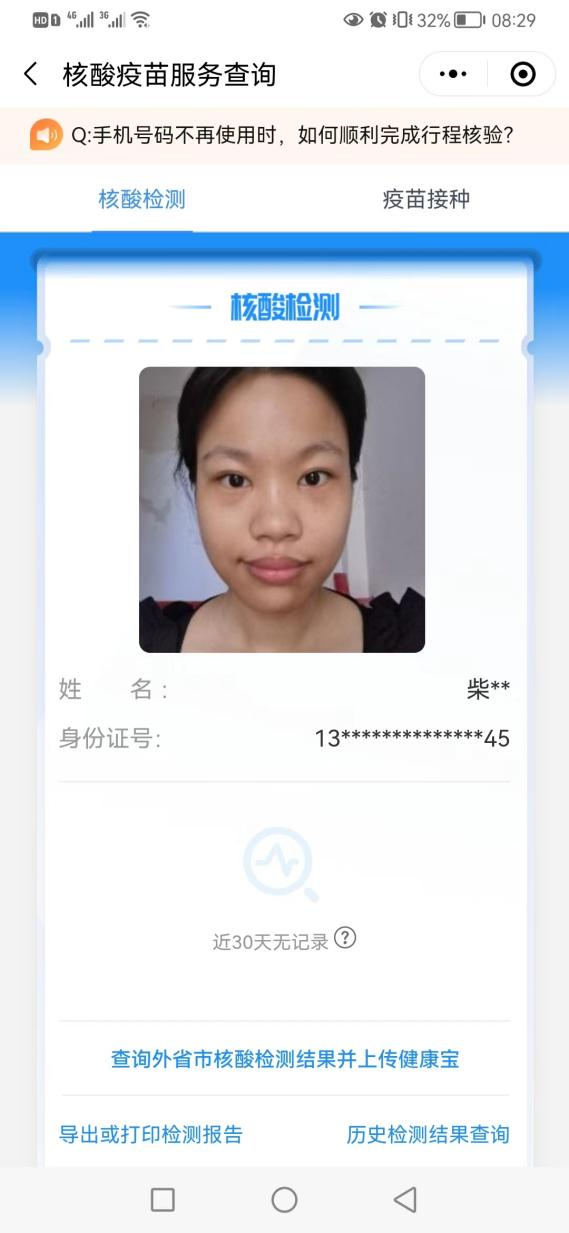 HD 1 4G 3G 32% 08:29
核酸疫苗服务查询
Q:手机号码不再使用时，如何顺利完成行程核验？
核酸检测 疫苗接种
核酸检测
姓 名： 柴**
身份证号： 13**************45
近30天无记录 ?
查询外省市核酸检测结果并上传健康宝
导出或打印检测报告 历史检测结果查询